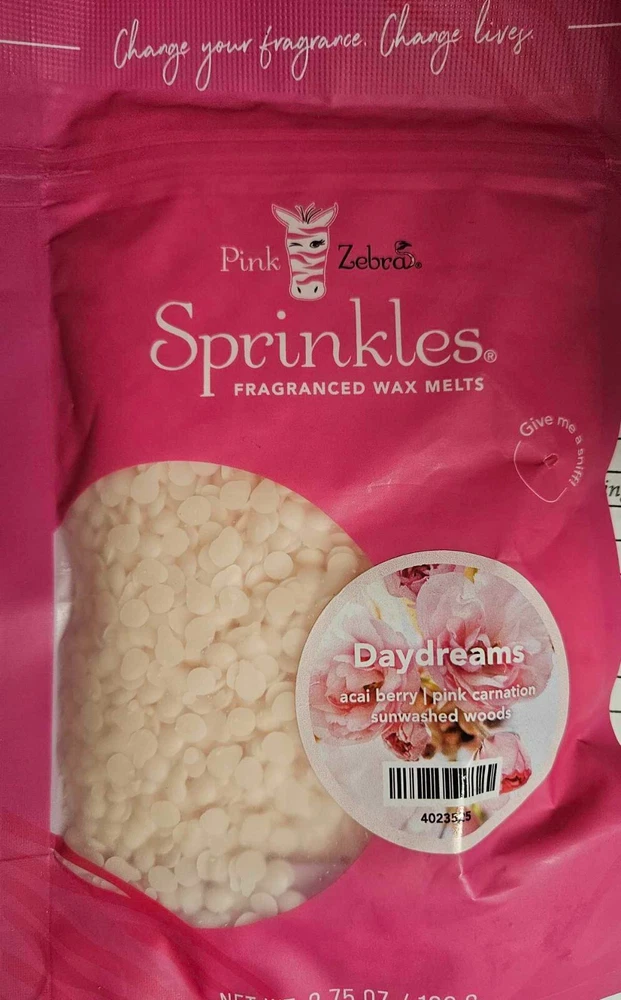 Change your fragrance. Change lives.
Pink Zebra®
Sprinkles®
FRAGRANCED WAX MELTS
Give me a sniff!
Daydreams
acai berry | pink carnation
sunwashed woods